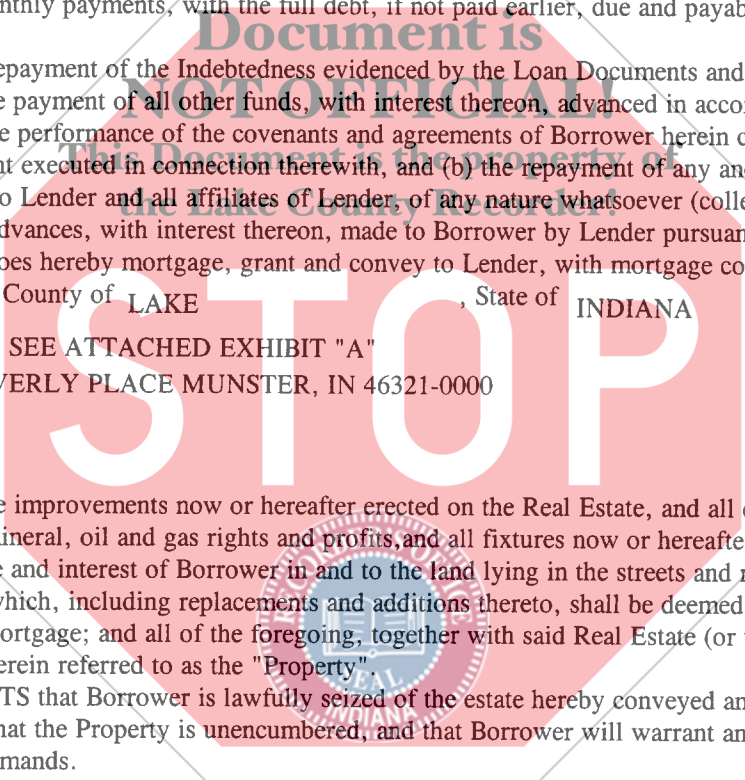 nthly payments, with the full debt, if not paid earlier, due and payab
Document is
epayment of the Indebtedness evidenced by the Loan Documents and
NOT OFFICIAL!
e payment of all other funds, with interest thereon, advanced in acco
e performance of the covenants and agreements of Borrower herein c
This Document is the property of
nt executed in connection therewith, and (b) the repayment of any an
the Lake County Recorder!
o Lender and all affiliates of Lender, of any nature whatsoever (colle
dvances, with interest thereon, made to Borrower by Lender pursuan
oes hereby mortgage, grant and convey to Lender, with mortgage co
County of LAKE , State of INDIANA
SEE ATTACHED EXHIBIT "A"
VERLY PLACE MUNSTER, IN 46321-0000
STOP
e improvements now or hereafter erected on the Real Estate, and all
ineral, oil and gas rights and profits,and all fixtures now or hereafte
e and interest of Borrower in and to the land lying in the streets and
which, including replacements and additions thereto, shall be deemed
ortgage; and all of the foregoing, together with said Real Estate (or
erein referred to as the "Property".
TS that Borrower is lawfully seized of the estate hereby conveyed an
hat the Property is unencumbered, and that Borrower will warrant an
mands.
RECORDER'S OFFICE
SEAL
INDIANA